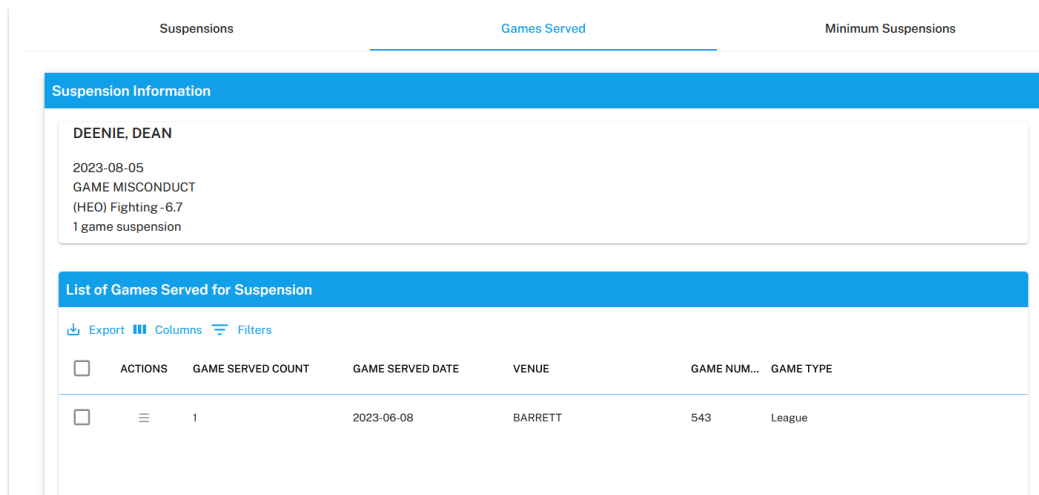 Suspensions Games Served Minimum Suspensions
Suspension Information
DEENIE, DEAN
2023-08-05
GAME MISCONDUCT
(HEO) Fighting - 6.7
1 game suspension
List of Games Served for Suspension
Export Columns Filters
ACTIONS GAME SERVED COUNT GAME SERVED DATE VENUE GAME NUM... GAME TYPE
1 2023-06-08 BARRETT 543 League